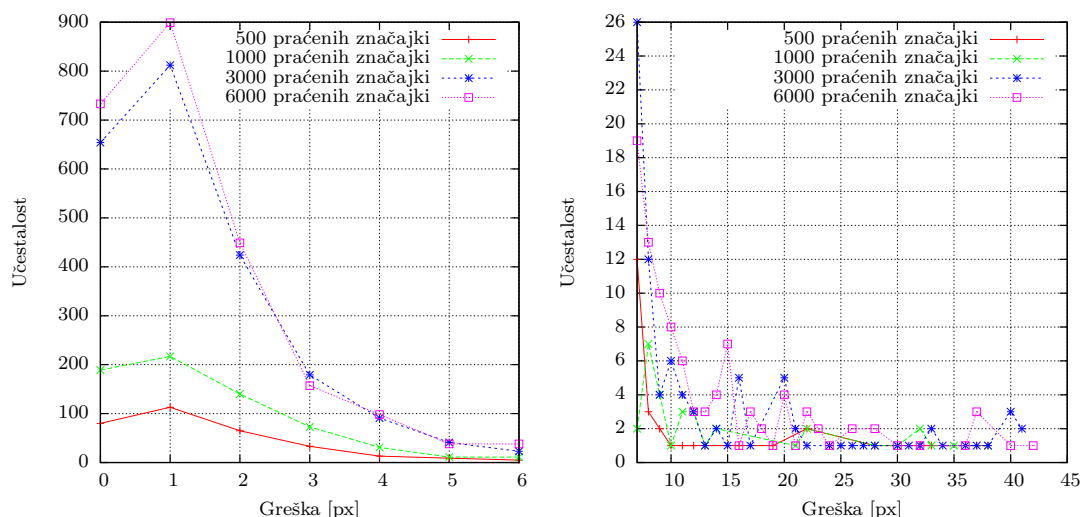 900
800
700
600
500
400
300
200
100
0
0 1 2 3 4 5 6
Učestalost
Greška [px]
500 praćenih značajki
1000 praćenih značajki
3000 praćenih značajki
6000 praćenih značajki
26
24
22
20
18
16
14
12
10
8
6
4
2
0
10 15 20 25 30 35 40 45
Učestalost
Greška [px]
500 praćenih značajki
1000 praćenih značajki
3000 praćenih značajki
6000 praćenih značajki